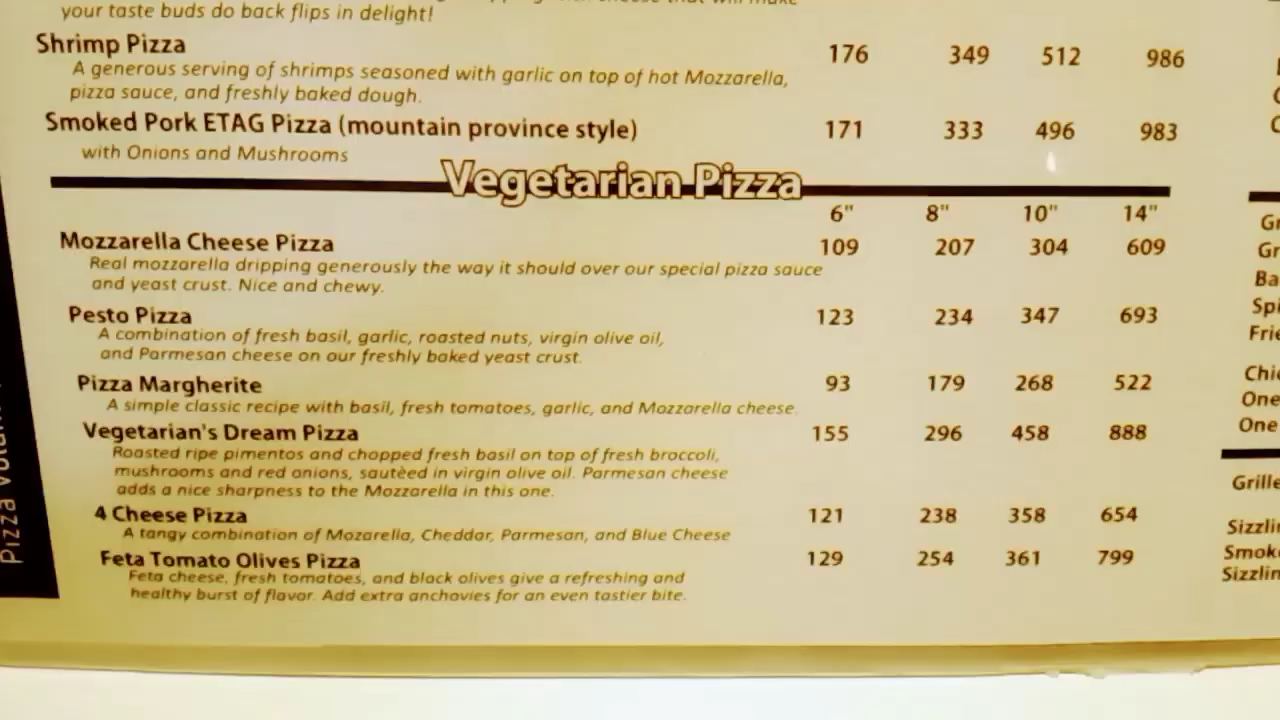 your taste buds do back flips in delight!
Shrimp Pizza 176 349 512 986
A generous serving of shrimps seasoned with garlic on top of hot Mozzarella,
pizza sauce, and freshly baked dough.
Smoked Pork ETAG Pizza (mountain province style) 171 333 496 983
with Onions and Mushrooms
Vegetarian Pizza
6" 8" 10" 14"
Mozzarella Cheese Pizza 109 207 304 609
Real mozzarella dripping generously the way it should over our special pizza sauce
and yeast crust. Nice and chewy.
Pesto Pizza 123 234 347 693
A combination of fresh basil, garlic, roasted nuts, virgin olive oil,
and Parmesan cheese on our freshly baked yeast crust.
Pizza Margherite 93 179 268 522
A simple classic recipe with basil, fresh tomatoes, garlic, and Mozzarella cheese.
Vegetarian's Dream Pizza 155 296 458 888
Roasted ripe pimentos and chopped fresh basil on top of fresh broccoli,
mushrooms and red onions, sautèed in virgin olive oil. Parmesan cheese
adds a nice sharpness to the Mozzarella in this one.
4 Cheese Pizza 121 238 358 654
A tangy combination of Mozarella, Cheddar, Parmesan, and Blue Cheese
Feta Tomato Olives Pizza 129 254 361 799
Feta cheese, fresh tomatoes, and black olives give a refreshing and
healthy burst of flavor. Add extra anchovies for an even tastier bite.
Pizza
One
One